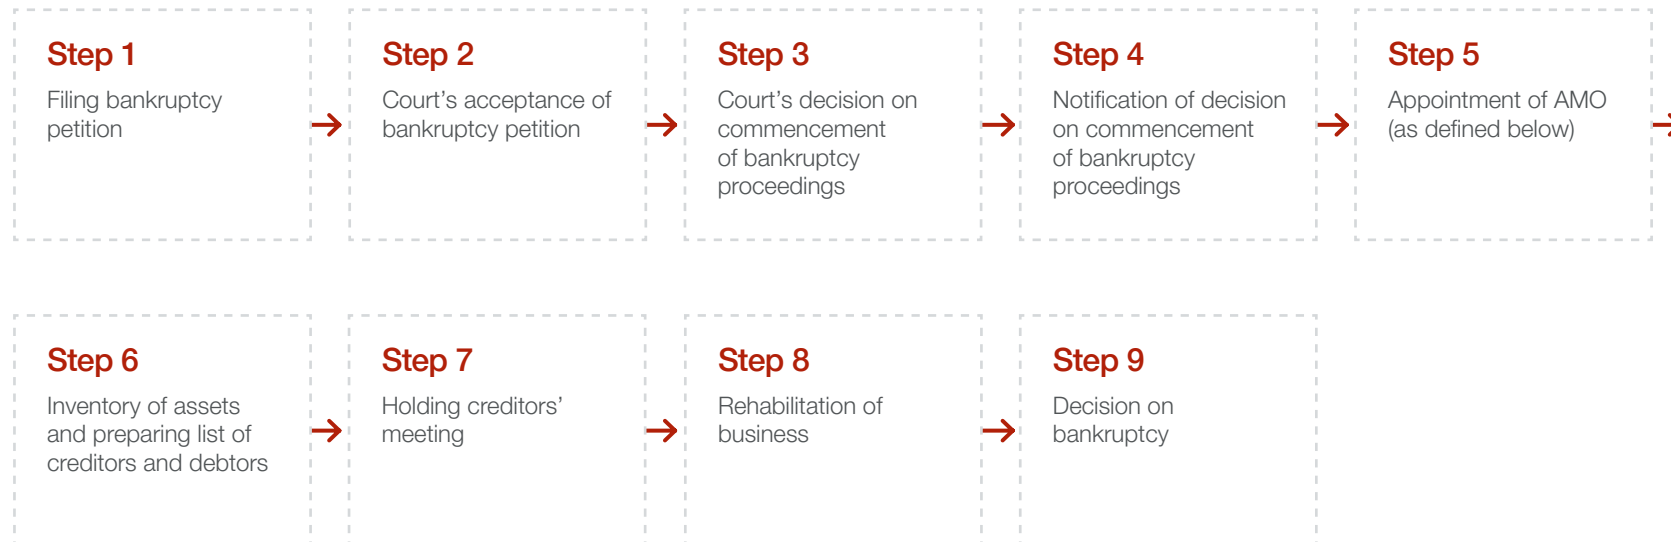 Step 1
Filing bankruptcy
petition
Step 2
Court’s acceptance of
bankruptcy petition
Step 3
Court’s decision on
commencement
of bankruptcy
proceedings
Step 4
Notification of decision
on commencement
of bankruptcy
proceedings
Step 5
Appointment of AMO
(as defined below)
Step 6
Inventory of assets
and preparing list of
creditors and debtors
Step 7
Holding creditors’
meeting
Step 8
Rehabilitation of
business
Step 9
Decision on
bankruptcy